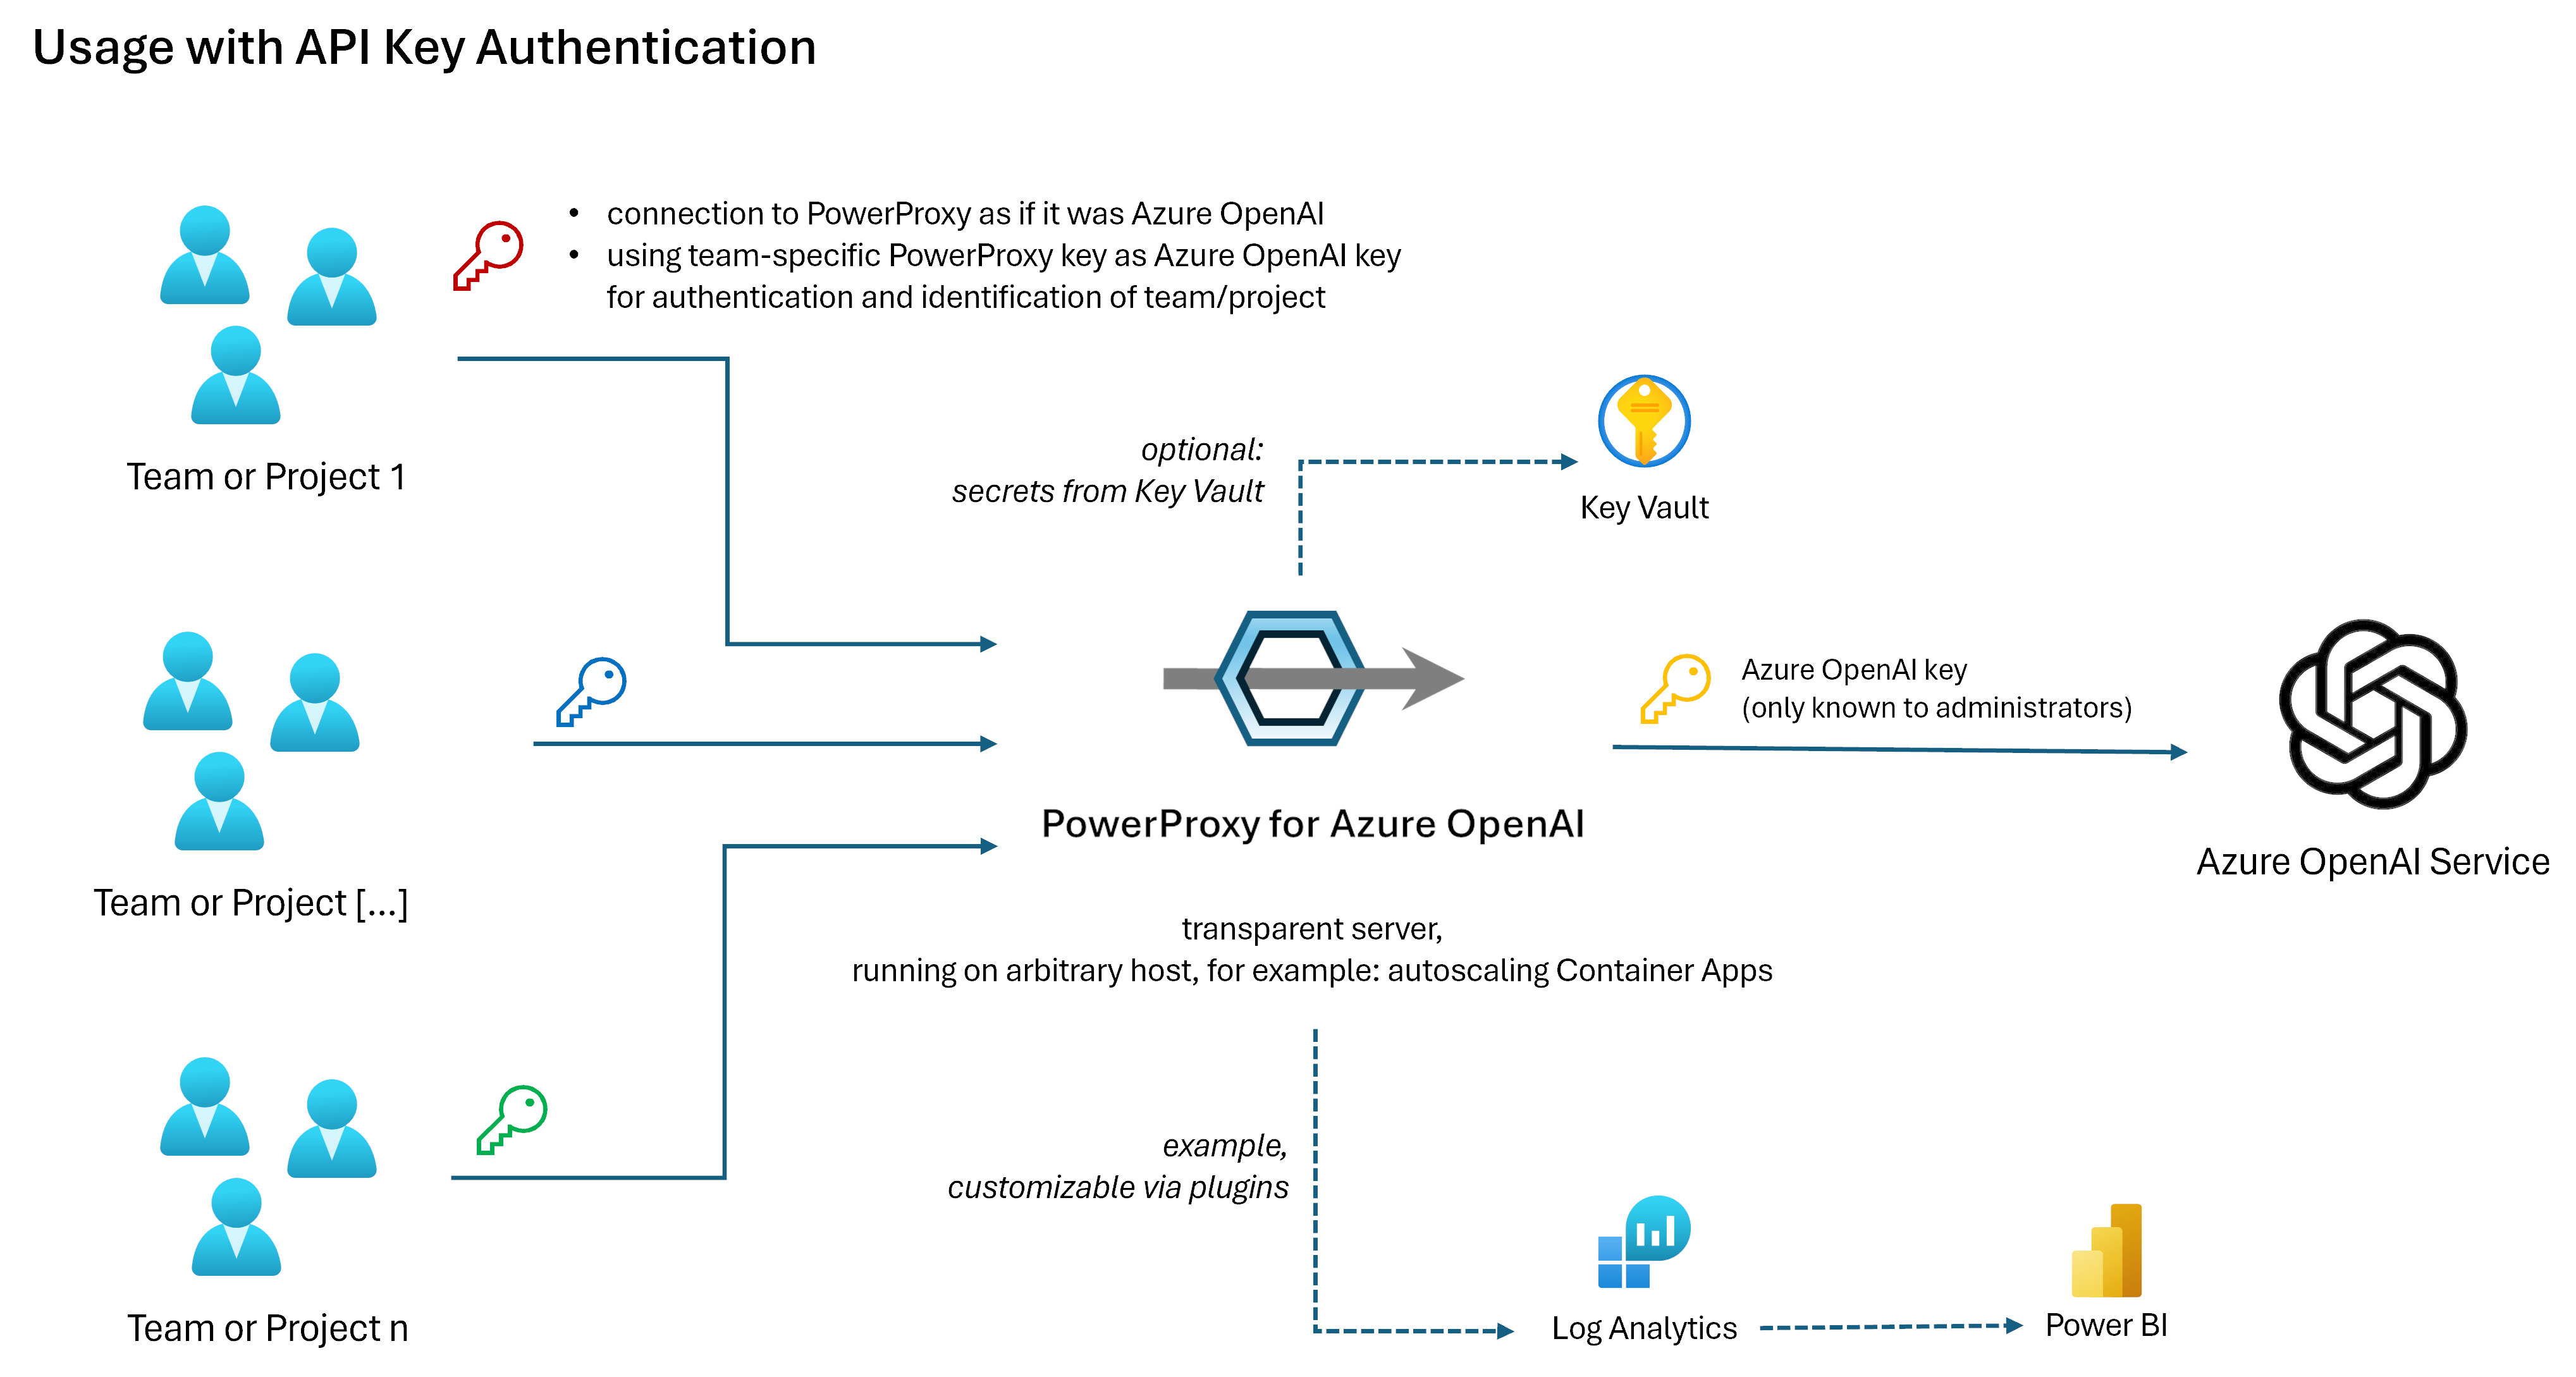 Usage with API Key Authentication
• connection to PowerProxy as if it was Azure OpenAI
• using team-specific PowerProxy key as Azure OpenAI key
for authentication and identification of team/project
Team or Project 1
optional:
secrets from Key Vault
Key Vault
Azure OpenAI key
(only known to administrators)
PowerProxy for Azure OpenAI
Azure OpenAI Service
Team or Project [...]
transparent server,
running on arbitrary host, for example: autoscaling Container Apps
example,
customizable via plugins
Team or Project n
Log Analytics
Power BI